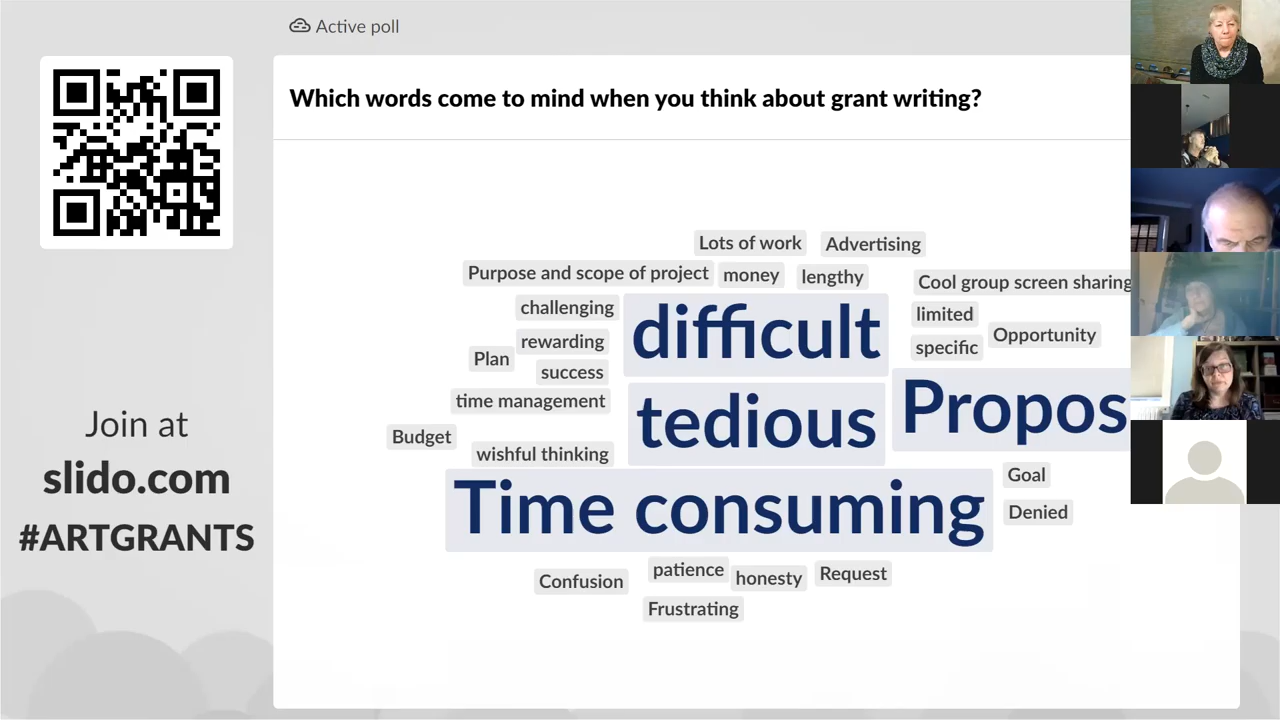 Active poll
Which words come to mind when you think about grant writing?
Lots of work
Advertising
Purpose and scope of project
money
lengthy
Cool group screen sharing
challenging
difficult
limited
rewarding
Opportunity
Plan
specific
success
time management
tedious
Propos
Budget
wishful thinking
Time consuming
Goal
Denied
Confusion
patience
honesty
Request
Frustrating
Join at
slido.com
#ARTGRANTS